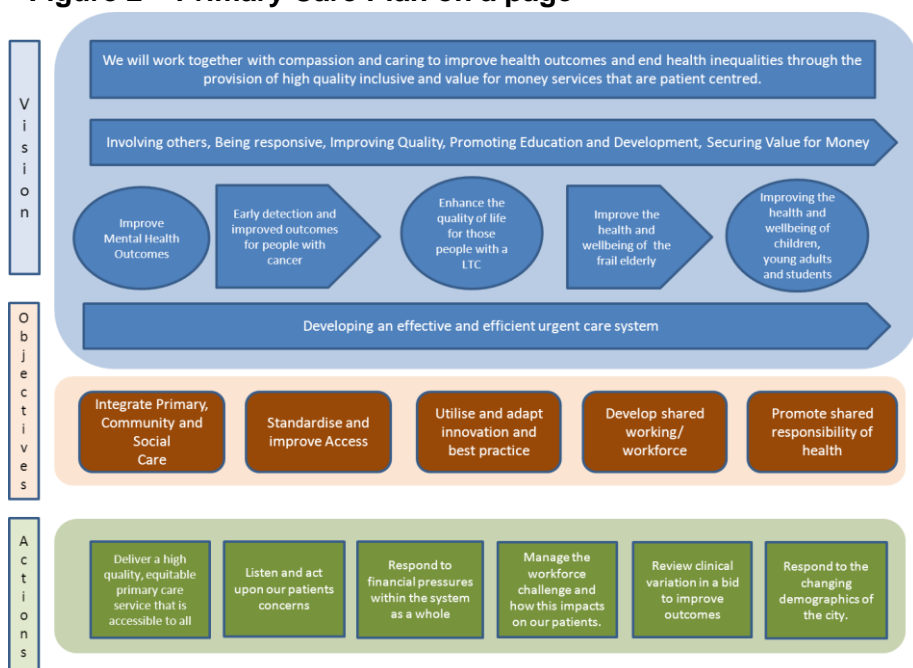 Figure 2 – Primary Care Plan on a page
Vision
We will work together with compassion and caring to improve health outcomes and end health inequalities through the
provision of high quality inclusive and value for money services that are patient centred.
Involving others, Being responsive, Improving Quality, Promoting Education and Development, Securing Value for Money
Improve
Mental Health
Outcomes
Early detection and
improved outcomes
for people with
cancer
Enhance the
quality of life
for those
people with a
LTC
Improve the
health and
wellbeing of the
frail elderly
Improving the
health and
wellbeing of
children,
young adults
and students
Developing an effective and efficient urgent care system
Objectives
Integrate Primary,
Community and
Social
Care
Standardise and
improve Access
Utilise and adapt
innovation and
best practice
Develop shared
working/
workforce
Promote shared
responsibility of
health
Actions
Deliver a high
quality, equitable
primary care
service that is
accessible to all
Listen and act
upon our patients
concerns
Respond to
financial pressures
within the system
as a whole
Manage the
workforce
challenge and
how this impacts
on our patients.
Review clinical
variation in a bid
to improve
outcomes
Respond to the
changing
demographics of
the city.